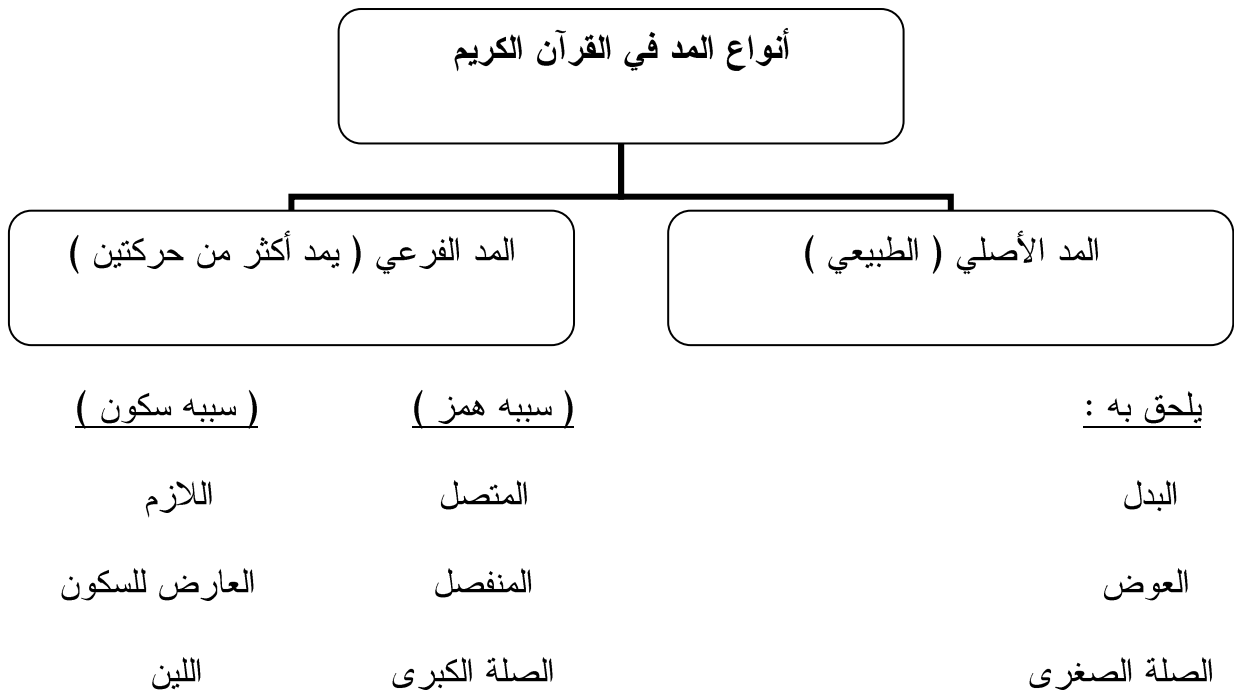 أنواع المد في القرآن الكريم
المد الأصلي ( الطبيعي )
المد الفرعي ( يمد أكثر من حركتين )
يلحق به :
البدل
العوض
الصلة الصغرى
( سببه همز )
المتصل
المنفصل
الصلة الكبرى
( سببه سكون )
اللازم
العارض للسكون
اللين